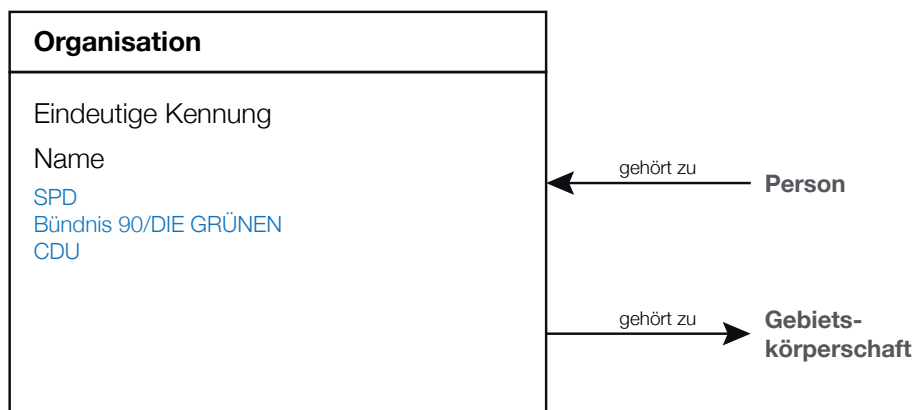 Organisation
Eindeutige Kennung
Name
SPD
Bündnis 90/DIE GRÜNEN
CDU
gehört zu
Person
gehört zu
Gebiets-
körperschaft